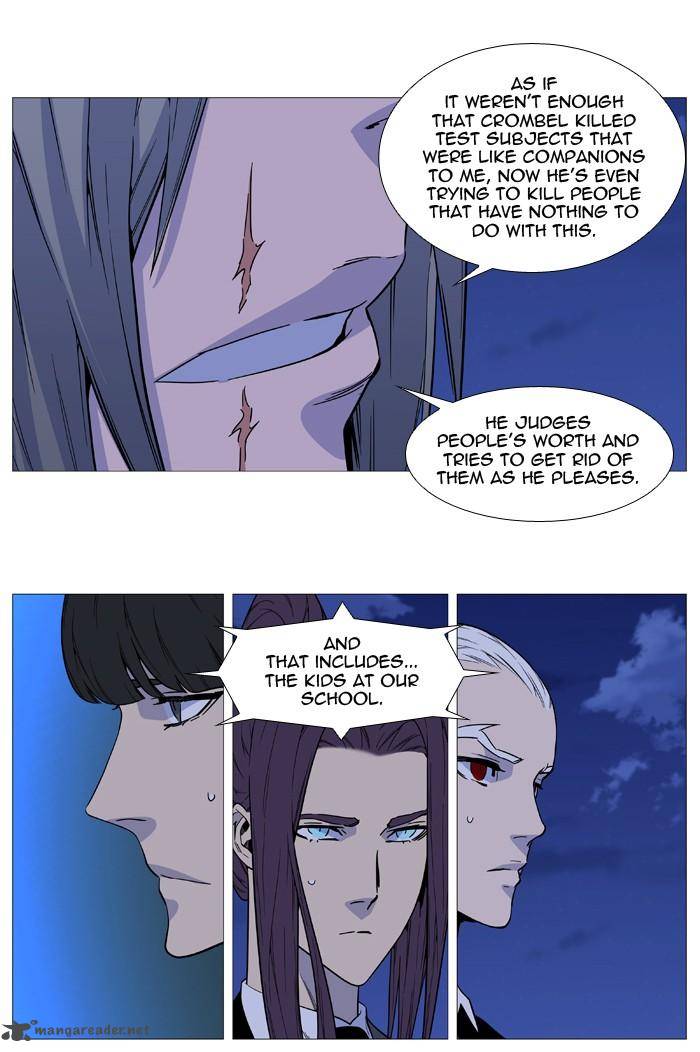 AS IF
IT WEREN'T ENOUGH
THAT CROMBEL KILLED
TEST SUBJECTS THAT
WERE LIKE COMPANIONS
TO ME, NOW HE'S EVEN
TRYING TO KILL PEOPLE
THAT HAVE NOTHING TO
DO WITH THIS.
HE JUDGES
PEOPLE'S WORTH AND
TRIES TO GET RID OF
THEM AS HE PLEASES.
AND
THAT INCLUDES...
THE KIDS AT OUR
SCHOOL.
mangareader.net